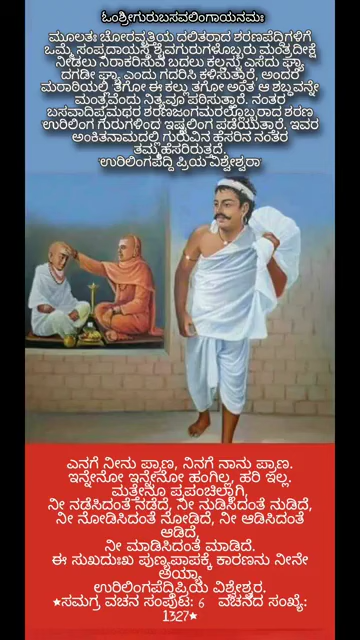 ಓಂಶ್ರೀಗುರುಬಸವಲಿಂಗಾಯನಮಃ
ಮೂಲತಃ ಚೋರವೃತ್ತಿಯ ದಲಿತರಾದ ಶರಣಪೆದ್ದಿಗಳಿಗೆ
ಒಮ್ಮೆ ಸಂಪ್ರದಾಯಸ್ಥ ಶೈವಗುರುಗಳೊಬ್ಬರು ಮಂತ್ರದೀಕ್ಷೆ
ನೀಡಲು ನಿರಾಕರಿಸುವ ಬದಲು ಕಲ್ಲನ್ನು ಎಸೆದು ಘ್ಯಾ
ದಗಡೀ ಘ್ಯಾ ಎಂದು ಗದರಿಸಿ ಕಳಿಸುತ್ತಾರೆ, ಅಂದರೆ
ಮರಾಠಿಯಲ್ಲಿ ತಗೋ ಈ ಕಲ್ಲು ತಗೋ ಅಂತ ಆ ಶಬ್ದವನ್ನೇ
ಮಂತ್ರವೆಂದು ನಿತ್ಯವೂ ಪಠಿಸುತ್ತಾರೆ. ನಂತರ
ಬಸವಾದಿಪ್ರಮಥರ ಶರಣಜಂಗಮರಲ್ಲೊಬ್ಬರಾದ ಶರಣ
ಉರಿಲಿಂಗ ಗುರುಗಳಿಂದ ಇಷ್ಟಲಿಂಗ ಪಡೆಯುತ್ತಾರೆ. ಇವರ
ಅಂಕಿತನಾಮದಲ್ಲಿ ಗುರುವಿನ ಹೆಸರಿನ ನಂತರ
ತಮ್ಮಹೆಸರಿರುತ್ತದೆ.
ಉರಿಲಿಂಗಪೆದ್ದಿ ಪ್ರಿಯ ವಿಶ್ವೇಶ್ವರಾ
ಎನಗೆ ನೀನು ಪ್ರಾಣ, ನಿನಗೆ ನಾನು ಪ್ರಾಣ.
ಇನ್ನೇನೋ ಇನ್ನೇನೋ ಹಂಗಿಲ್ಲ, ಹರಿ ಇಲ್ಲ.
ಮತ್ತೇನೂ ಪ್ರಪಂಚಿಲ್ಲಾಗಿ,
ನೀ ನಡೆಸಿದಂತೆ ನಡೆದೆ, ನೀ ನುಡಿಸಿದಂತೆ ನುಡಿದೆ,
ನೀ ನೋಡಿಸಿದಂತೆ ನೋಡಿದೆ, ನೀ ಆಡಿಸಿದಂತೆ
ಆಡಿದೆ,
ನೀ ಮಾಡಿಸಿದಂತೆ ಮಾಡಿದೆ.
ಈ ಸುಖದುಃಖ ಪುಣ್ಯಪಾಪಕ್ಕೆ ಕಾರಣನು ನೀನೇ
ಅಯ್ಯಾ
ಉರಿಲಿಂಗಪೆದ್ದಿಪ್ರಿಯ ವಿಶ್ವೇಶ್ವರ.
★ಸಮಗ್ರ ವಚನ ಸಂಪುಟ: 6 ವಚನದ ಸಂಖ್ಯೆ:
1327★